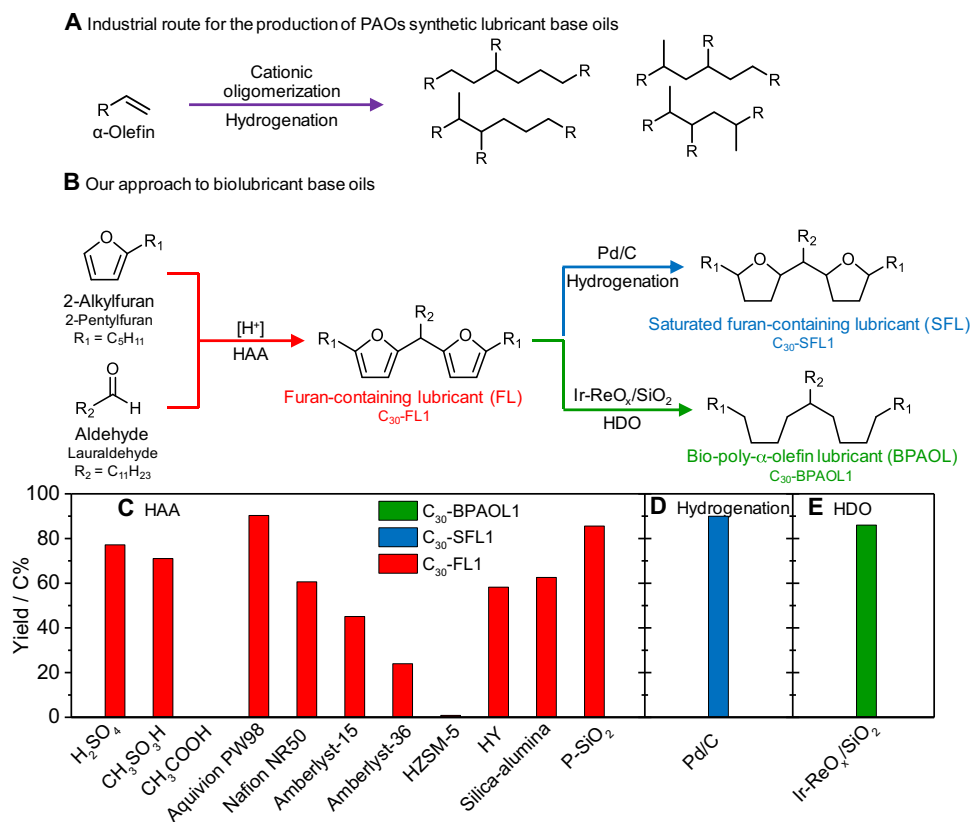 A Industrial route for the production of PAOs synthetic lubricant base oils
R
α-Olefin
Cationic
oligomerization
Hydrogenation
R
R
R
R
R
R
R
R
R
R
R
R
B Our approach to biolubricant base oils
O
R₁
2-Alkylfuran
2-Pentylfuran
R₁ = C₅H₁₁
O
R₂
H
Aldehyde
Lauraldehyde
R₂ = C₁₁H₂₃
[H⁺]
HAA
R₂
R₁
O
O
R₁
Furan-containing lubricant (FL)
C₃₀-FL1
Pd/C
Hydrogenation
R₂
R₁
O
O
R₁
Saturated furan-containing lubricant (SFL)
C₃₀-SFL1
Ir-ReOₓ/SiO₂
HDO
R₂
R₁
R₁
Bio-poly-α-olefin lubricant (BPAOL)
C₃₀-BPAOL1
Yield / C%
100
80
60
40
20
0
C HAA
C₃₀-BPAOL1
C₃₀-SFL1
C₃₀-FL1
D Hydrogenation
E HDO
H₂SO₄
CH₃SO₃H
CH₃COOH
Aquivion PW98
Nafion NR50
Amberlyst-15
Amberlyst-36
HZSM-5
HY
Silica-alumina
P-SiO₂
Pd/C
Ir-ReOₓ/SiO₂